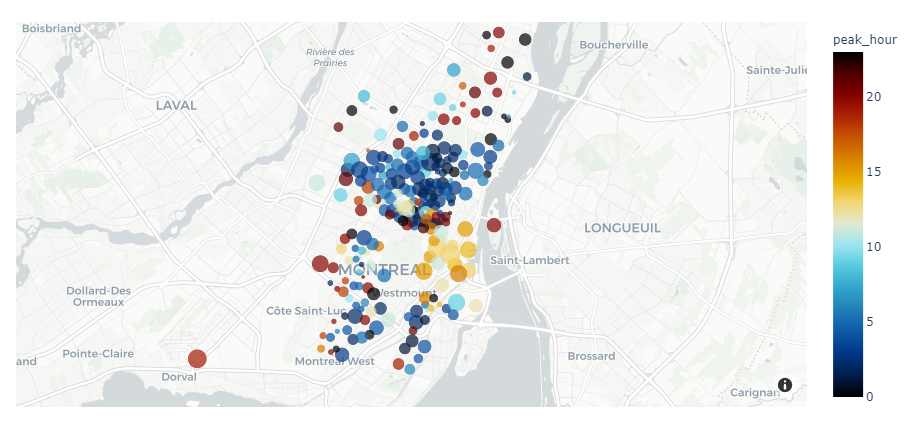 Boisbriand
Rivière des
Prairies
Boucherville
Sainte-Julie
LAVAL
LONGUEUIL
MONTREAL
Saint-Lambert
Westmount
Dollard-Des
Ormeaux
Côte Saint-Luc
and
Pointe-Claire
Montreal West
Brossard
Dorval
Carignan
peak_hour
20
15
10
5
0